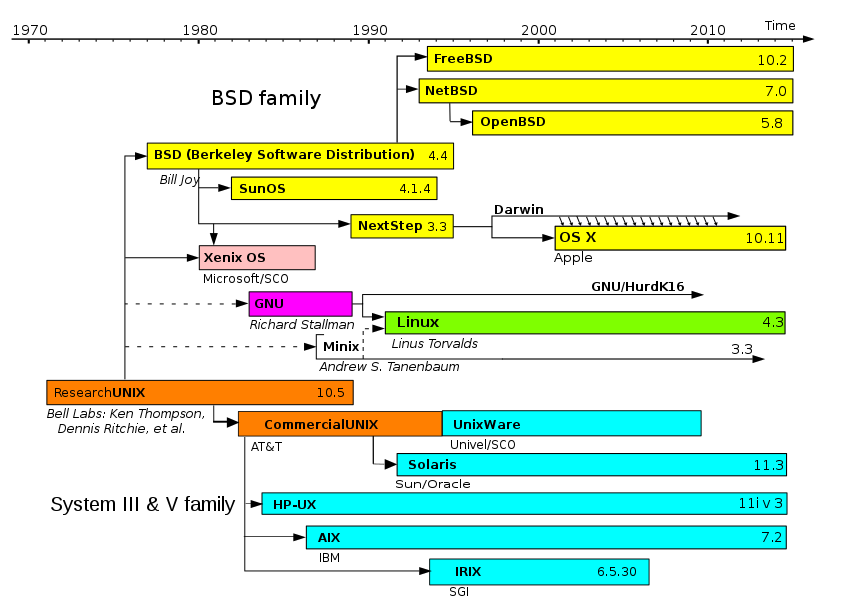 1970 1980 1990 2000 2010 Time
FreeBSD 10.2
NetBSD 7.0
BSD family
OpenBSD 5.8
BSD (Berkeley Software Distribution) 4.4
Bill Joy
SunOS 4.1.4
Darwin
NextStep 3.3
OS X 10.11
Xenix OS
Apple
Microsoft/SCO
GNU/HurdK16
GNU
Richard Stallman
Linux 4.3
Linus Torvalds
Minix 3.3
Andrew S. Tanenbaum
ResearchUNIX 10.5
Bell Labs: Ken Thompson,
Dennis Ritchie, et al.
CommercialUNIX UnixWare
AT&T
Univel/SCO
Solaris 11.3
Sun/Oracle
System III & V family
HP-UX 11i v 3
AIX 7.2
IBM
IRIX 6.5.30
SGI